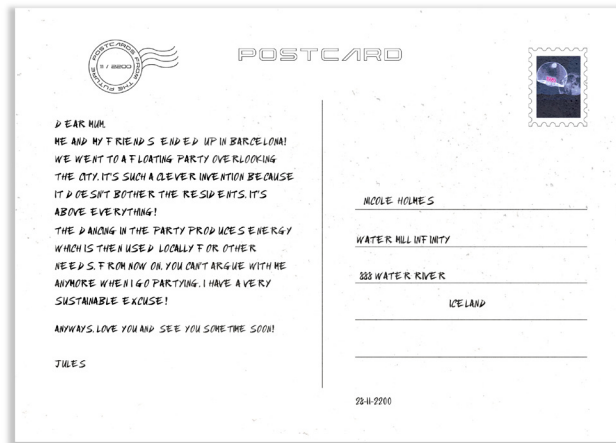 POSTCARDS FROM THE FUTURE
11 / 2200
POSTCARD
DEAR MUM,
ME AND MY FRIENDS ENDED UP IN BARCELONA!
WE WENT TO A FLOATING PARTY OVERLOOKING
THE CITY. IT'S SUCH A CLEVER INVENTION BECAUSE
IT DOESN'T BOTHER THE RESIDENTS. IT'S
ABOVE EVERYTHING!
THE DANCING IN THE PARTY PRODUCES ENERGY
WHICH IS THEN USED LOCALLY FOR OTHER
NEEDS. FROM NOW ON, YOU CAN'T ARGUE WITH ME
ANYMORE WHEN I GO PARTYING. I HAVE A VERY
SUSTAINABLE EXCUSE!
ANYWAYS, LOVE YOU AND SEE YOU SOMETIME SOON!
JULES
NICOLE HOLMES
WATER MILL INFINITY
888 WATER RIVER
ICELAND
28-11-2200